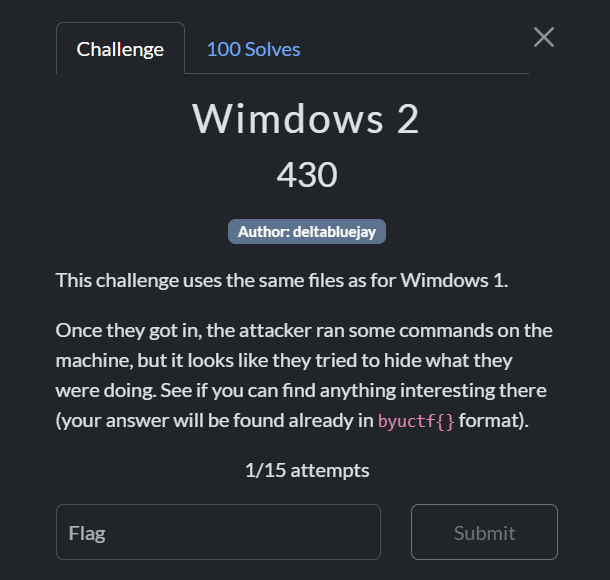 Challenge
100 Solves
Wimdows 2
430
Author: deltabluejay
This challenge uses the same files as for Wimdows 1.
Once they got in, the attacker ran some commands on the
machine, but it looks like they tried to hide what they
were doing. See if you can find anything interesting there
(your answer will be found already in byuctf{} format).
1/15 attempts
Flag
Submit